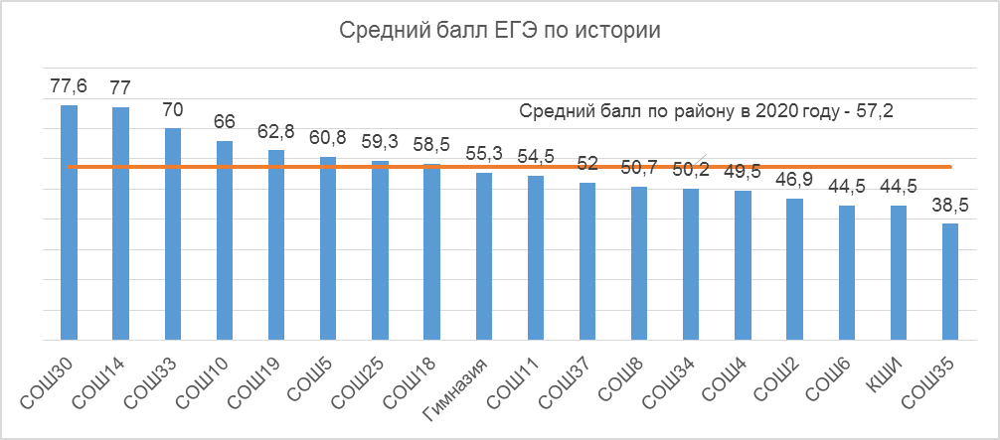 Средний балл ЕГЭ по истории
Средний балл по району в 2020 году - 57,2
77,6
77
70
66
62,8
60,8
59,3
58,5
55,3
54,5
52
50,7
50,2
49,5
46,9
44,5
44,5
38,5
СОШ30
СОШ14
СОШ33
СОШ10
СОШ19
СОШ5
СОШ25
СОШ18
Гимназия
СОШ11
СОШ37
СОШ8
СОШ34
СОШ4
СОШ2
СОШ6
КШИ
СОШ35